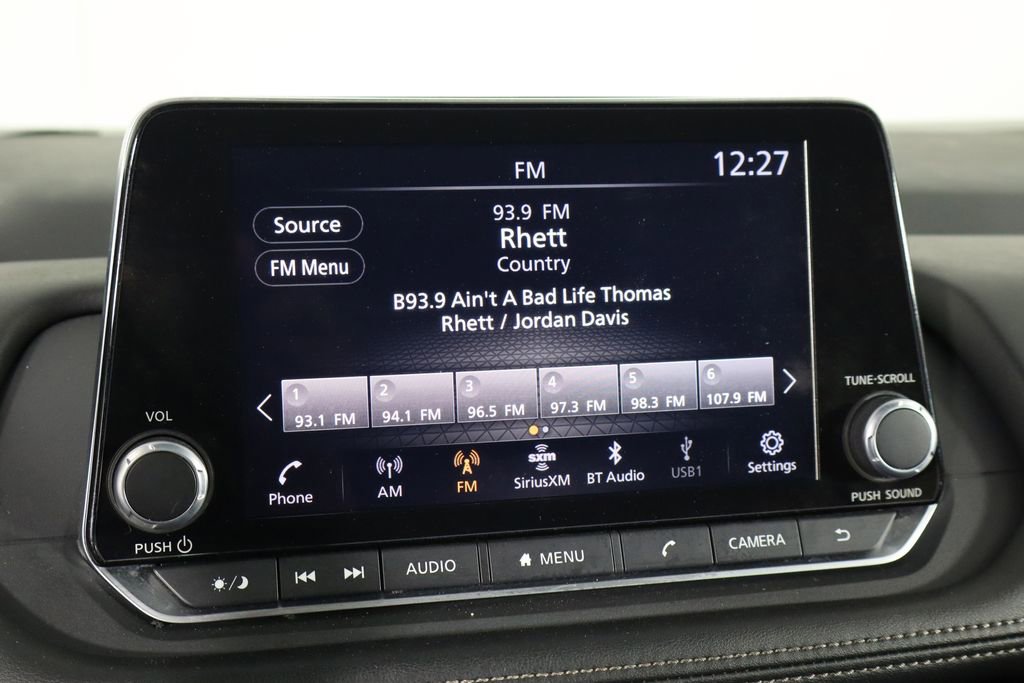 FM
12:27
Source
93.9 FM
Rhett
FM Menu
Country
B93.9 Ain't A Bad Life Thomas
Rhett / Jordan Davis
1
2
3
4
5
6
93.1 FM
94.1 FM
96.5 FM
97.3 FM
98.3 FM
107.9 FM
TUNE·SCROLL
VOL
Phone
AM
FM
sxm
SiriusXM
BT Audio
USB1
Settings
PUSH SOUND
PUSH
AUDIO
MENU
CAMERA